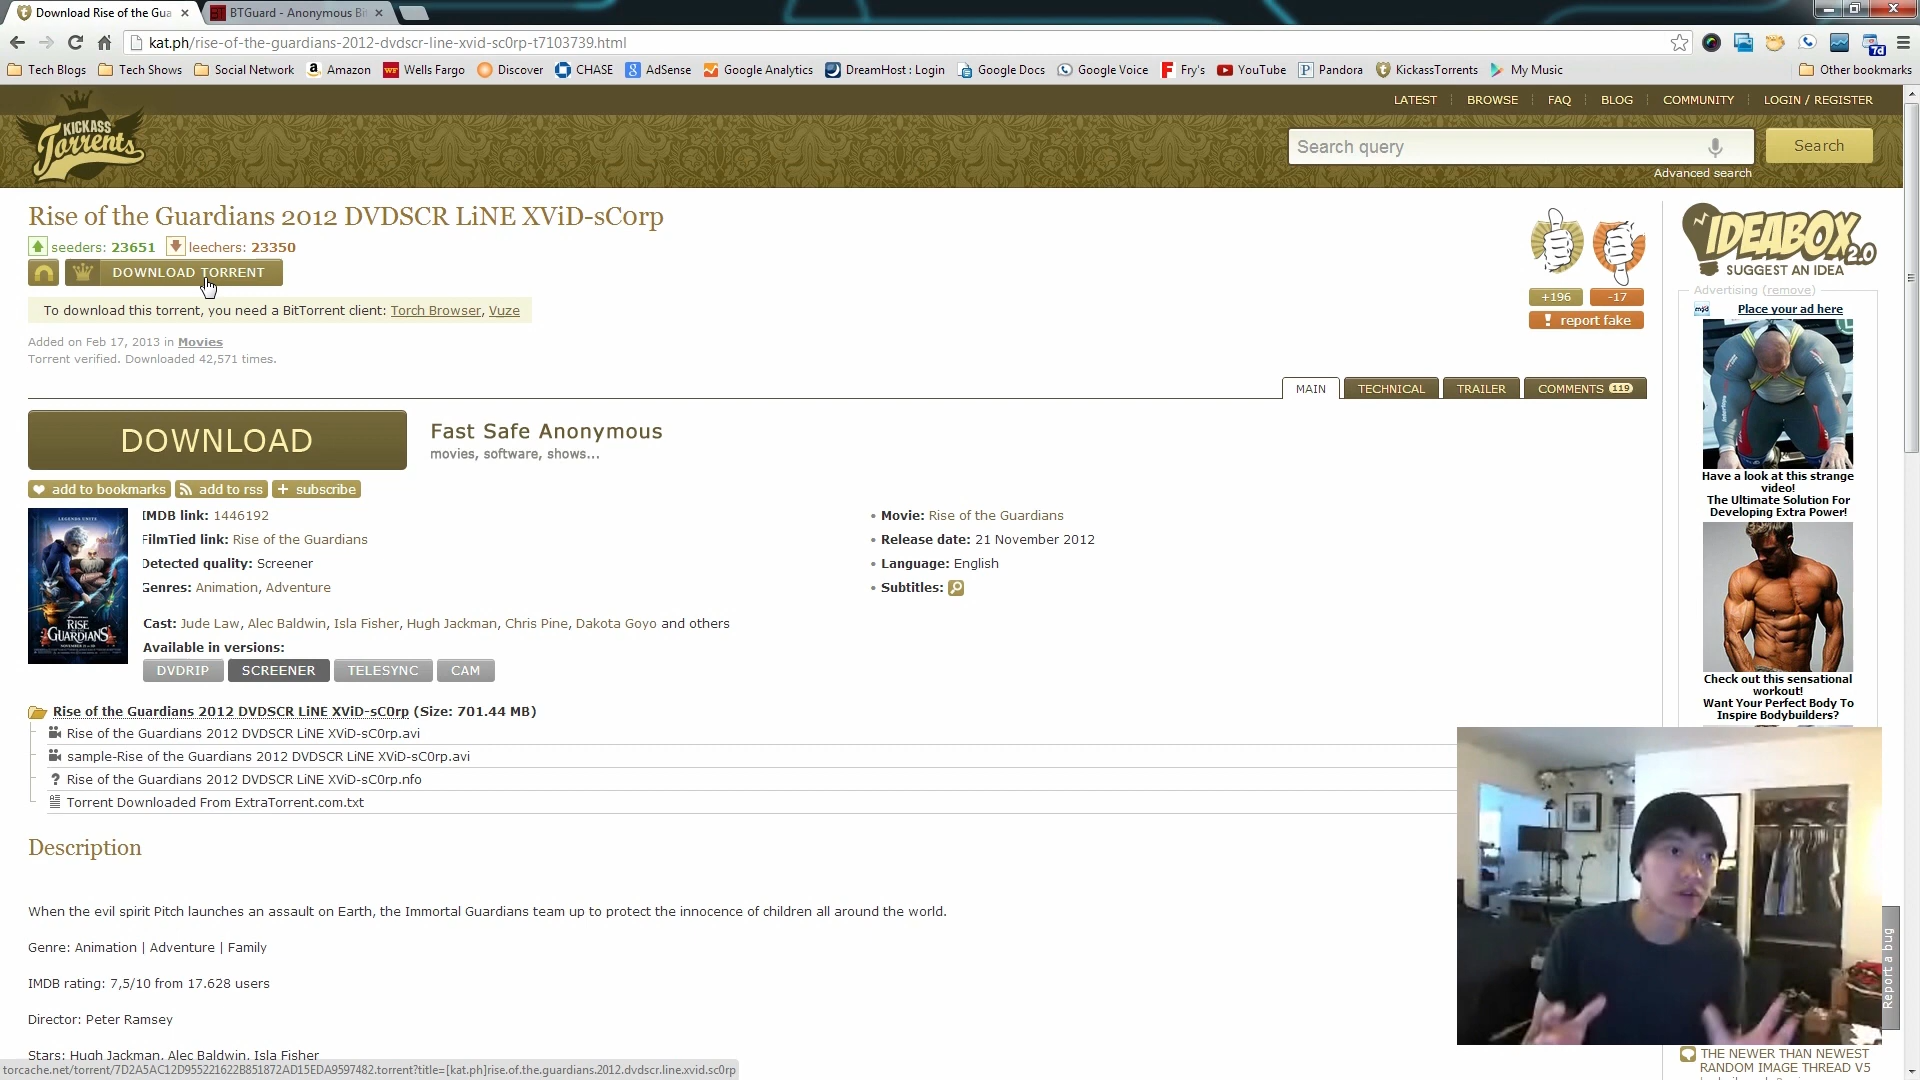 Download Rise of the Gua
BTGuard - Anonymous Bi
kat.ph/rise-of-the-guardians-2012-dvdscr-line-xvid-sc0rp-t7103739.html
7d
Tech Blogs
Tech Shows
Social Network
Amazon
Wells Fargo
Discover
CHASE
AdSense
Google Analytics
DreamHost : Login
Google Docs
Google Voice
Fry's
YouTube
Pandora
KickassTorrents
My Music
Other bookmarks
LATEST
BROWSE
FAQ
BLOG
COMMUNITY
LOGIN / REGISTER
KICKASS
Torrents
Search query
Search
Advanced search
Rise of the Guardians 2012 DVDSCR LiNE XViD-sC0rp
seeders: 23651 leechers: 23350
DOWNLOAD TORRENT
To download this torrent, you need a BitTorrent client: Torch Browser, Vuze
Added on Feb 17, 2013 in Movies
Torrent verified. Downloaded 42,571 times.
+196
-17
report fake
MAIN
TECHNICAL
TRAILER
COMMENTS 119
DOWNLOAD
Fast Safe Anonymous
movies, software, shows...
add to bookmarks
add to rss
subscribe
LEGENDS UNITE
RISE
OF THE
GUARDIANS
IMDB link: 1446192
FilmTied link: Rise of the Guardians
Detected quality: Screener
Genres: Animation, Adventure
• Movie: Rise of the Guardians
• Release date: 21 November 2012
• Language: English
• Subtitles:
Cast: Jude Law, Alec Baldwin, Isla Fisher, Hugh Jackman, Chris Pine, Dakota Goyo and others
Available in versions:
DVDRIP
SCREENER
TELESYNC
CAM
Rise of the Guardians 2012 DVDSCR LiNE XViD-sC0rp (Size: 701.44 MB)
Rise of the Guardians 2012 DVDSCR LiNE XViD-sC0rp.avi
sample-Rise of the Guardians 2012 DVDSCR LiNE XViD-sC0rp.avi
Rise of the Guardians 2012 DVDSCR LiNE XViD-sC0rp.nfo
Torrent Downloaded From ExtraTorrent.com.txt
Description
When the evil spirit Pitch launches an assault on Earth, the Immortal Guardians team up to protect the innocence of children all around the world.
Genre: Animation | Adventure | Family
IMDB rating: 7,5/10 from 17.628 users
Director: Peter Ramsey
Stars: Hugh Jackman, Alec Baldwin, Isla Fisher
torcache.net/torrent/7D2A5AC12D955221622B851872AD15EDA9597482.torrent?title=[kat.ph]rise.of.the.guardians.2012.dvdscr.line.xvid.sc0rp
IDEABOX 2.0
SUGGEST AN IDEA
Advertising (remove)
Place your ad here
Have a look at this strange
video!
The Ultimate Solution For
Developing Extra Power!
Check out this sensational
workout!
Want Your Perfect Body To
Inspire Bodybuilders?
Report a bug
THE NEWER THAN NEWEST
RANDOM IMAGE THREAD V5